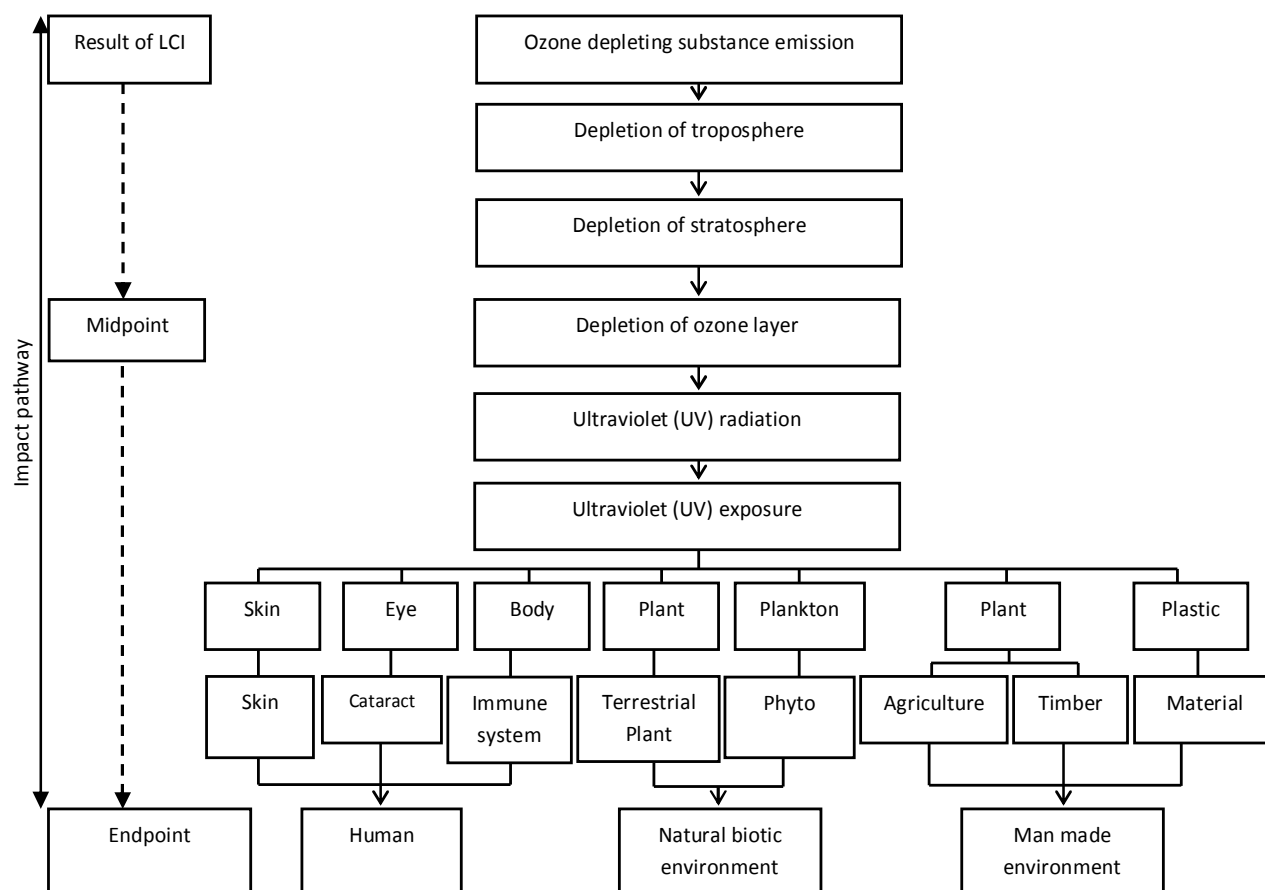 Result of LCI
Ozone depleting substance emission
Depletion of troposphere
Depletion of stratosphere
Midpoint
Depletion of ozone layer
Impact pathway
Ultraviolet (UV) radiation
Ultraviolet (UV) exposure
Skin
Eye
Body
Plant
Plankton
Plant
Plastic
Skin
Cataract
Immune
system
Terrestrial
Plant
Phyto
Agriculture
Timber
Material
Endpoint
Human
Natural biotic
environment
Man made
environment